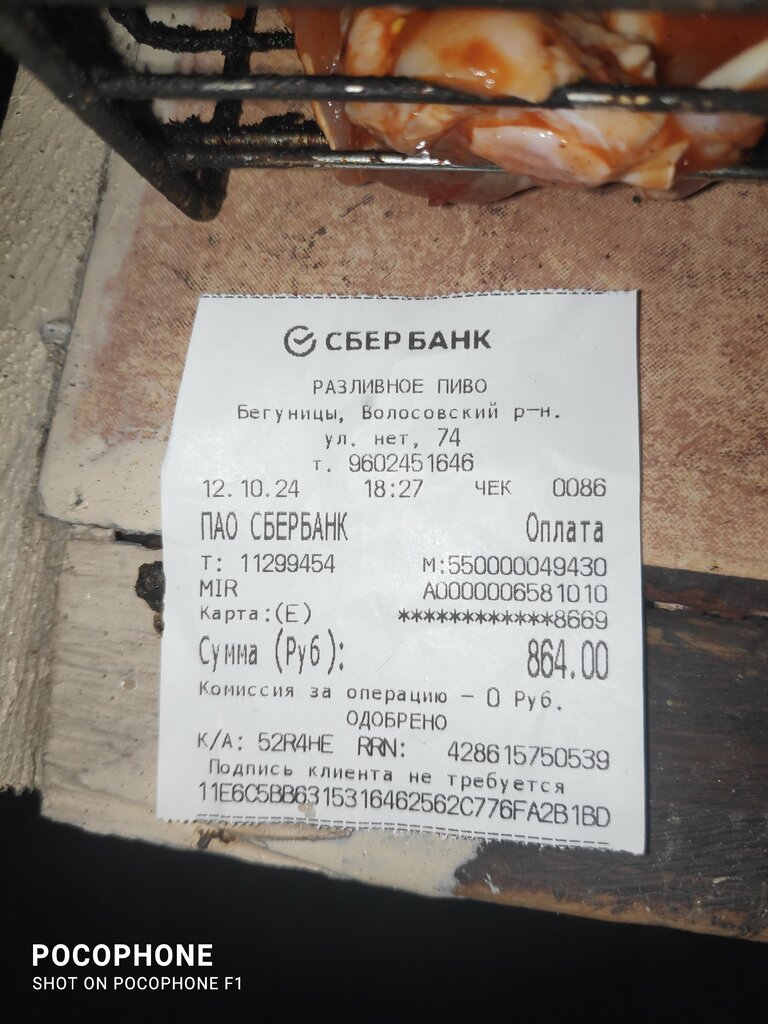 СБЕР БАНК
РАЗЛИВНОЕ ПИВО
Бегуницы, Волосовский р-н.
ул. нет, 74
т. 9602451646
12.10.24 18:27 ЧЕК 0086
ПАО СБЕРБАНК Оплата
Т: 11299454 М:550000049430
MIR A0000006581010
Карта:(E) ************8669
Сумма (Руб): 864.00
Комиссия за операцию – 0 Руб.
ОДОБРЕНО
К/А: 52R4HE RRN: 428615750539
Подпись клиента не требуется
11E6C5BB6315316462562C776FA2B1BD
POCOPHONE
SHOT ON POCOPHONE F1